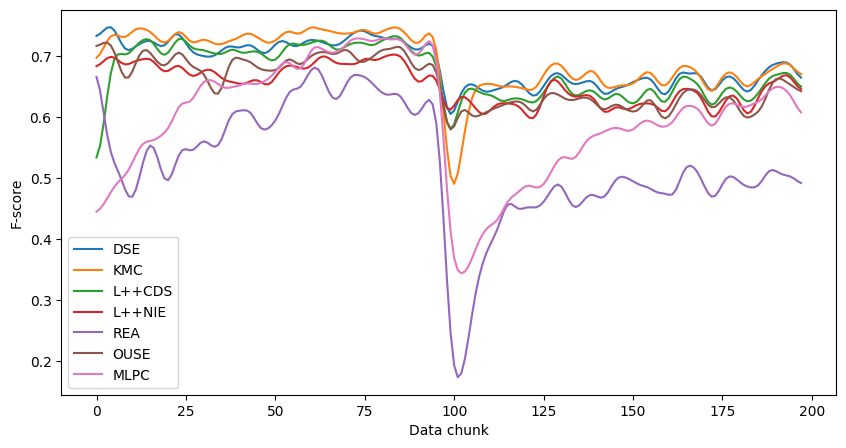 F-score
0.7
0.6
0.5
0.4
0.3
0.2
DSE
KMC
L++CDS
L++NIE
REA
OUSE
MLPC
0 25 50 75 100 125 150 175 200
Data chunk